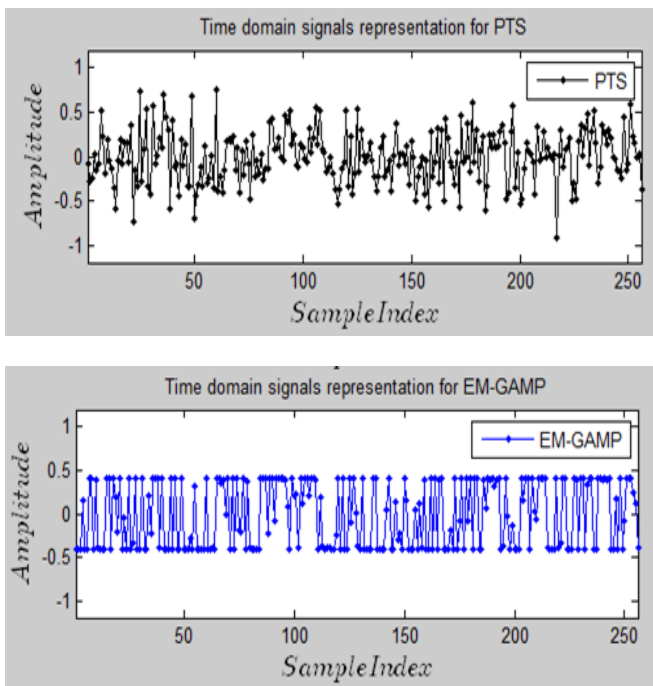 Time domain signals representation for PTS
1
0.5
0
-0.5
-1
Amplitude
PTS
50 100 150 200 250
SampleIndex
Time domain signals representation for EM-GAMP
1
0.5
0
-0.5
-1
Amplitude
EM-GAMP
50 100 150 200 250
SampleIndex